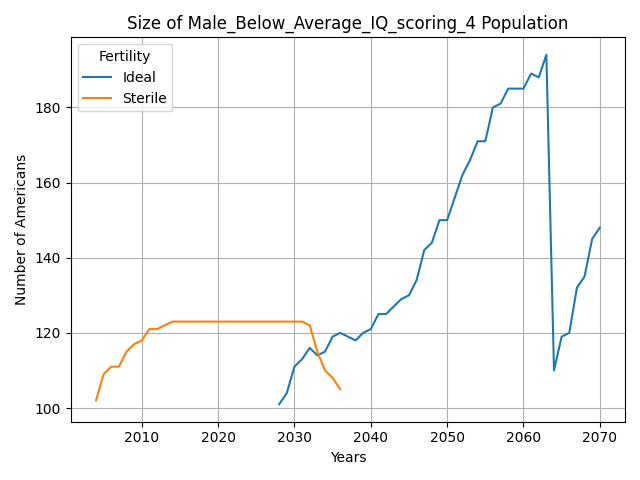 Size of Male_Below_Average_IQ_scoring_4 Population
Fertility
Ideal
Sterile
Number of Americans
180
160
140
120
100
2010 2020 2030 2040 2050 2060 2070
Years